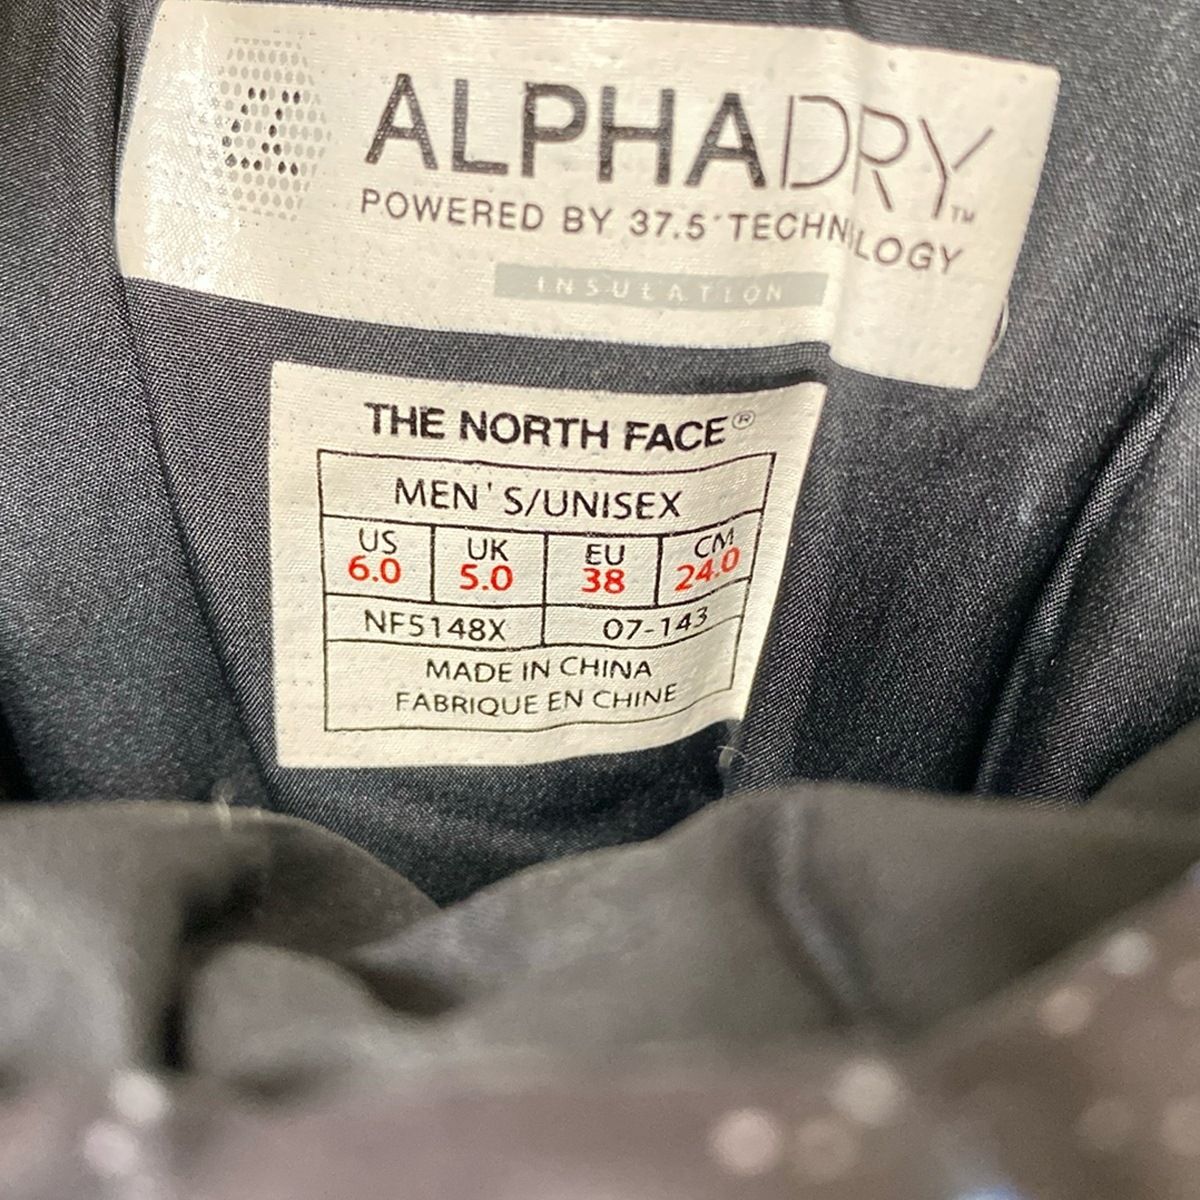 ALPHADRY™
POWERED BY 37.5® TECHNOLOGY
INSULATION
THE NORTH FACE®
MEN'S/UNISEX
US UK EU CM
6.0 5.0 38 24.0
NF5148X 07-143
MADE IN CHINA
FABRIQUE EN CHINE